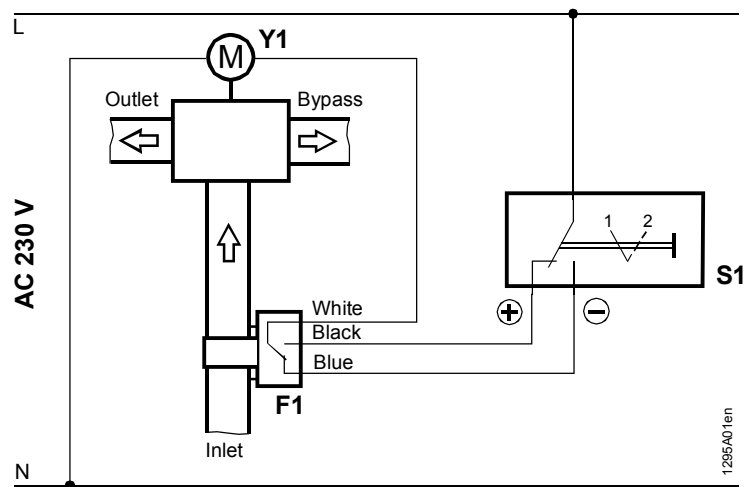 L
M
Y1
Outlet
Bypass
AC 230 V
1
2
S1
+
−
White
Black
Blue
F1
Inlet
N
1295A01en